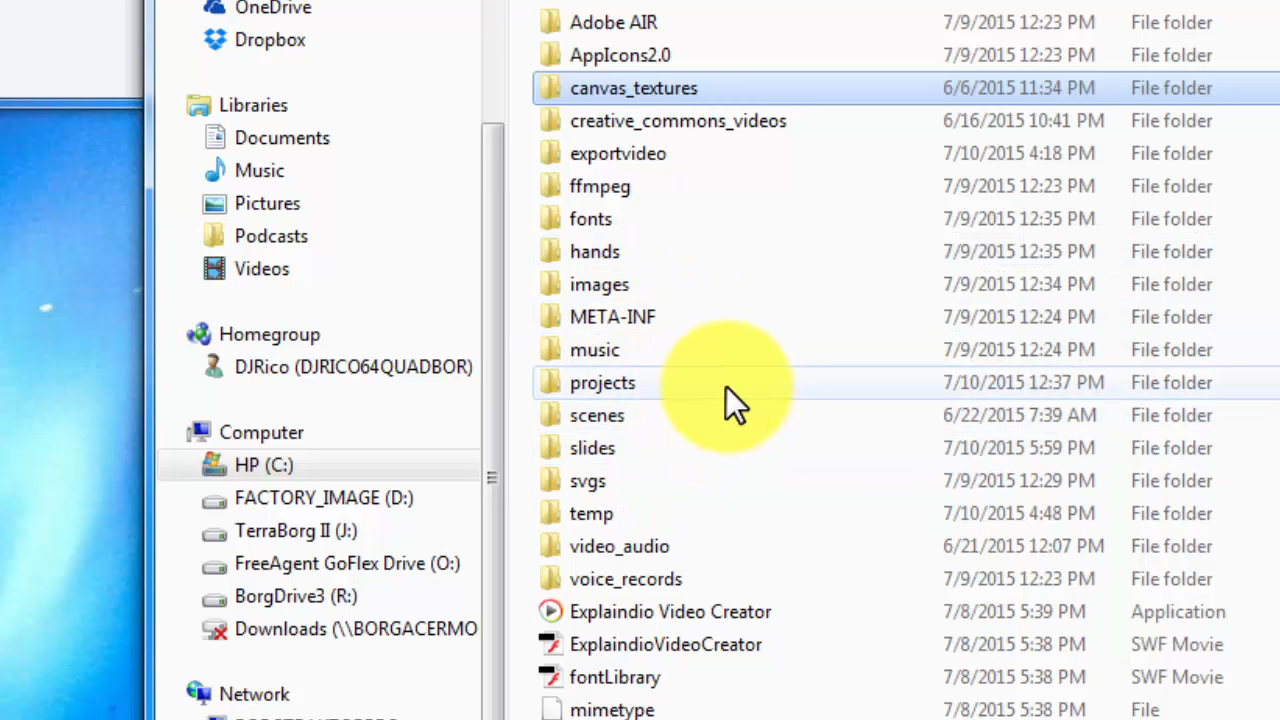 OneDrive
Dropbox
Libraries
Documents
Music
Pictures
Podcasts
Videos
Homegroup
DJRico (DJRICO64QUADBOR)
Computer
HP (C:)
FACTORY_IMAGE (D:)
TerraBorg II (J:)
FreeAgent GoFlex Drive (O:)
BorgDrive3 (R:)
Downloads (\\BORGACERMO
Network
Adobe AIR 7/9/2015 12:23 PM File folder
AppIcons2.0 7/9/2015 12:23 PM File folder
canvas_textures 6/6/2015 11:34 PM File folder
creative_commons_videos 6/16/2015 10:41 PM File folder
exportvideo 7/10/2015 4:18 PM File folder
ffmpeg 7/9/2015 12:23 PM File folder
fonts 7/9/2015 12:35 PM File folder
hands 7/9/2015 12:35 PM File folder
images 7/9/2015 12:34 PM File folder
META-INF 7/9/2015 12:24 PM File folder
music 7/9/2015 12:24 PM File folder
projects 7/10/2015 12:37 PM File folder
scenes 6/22/2015 7:39 AM File folder
slides 7/10/2015 5:59 PM File folder
svgs 7/9/2015 12:29 PM File folder
temp 7/10/2015 4:48 PM File folder
video_audio 6/21/2015 12:07 PM File folder
voice_records 7/9/2015 12:23 PM File folder
Explaindio Video Creator 7/8/2015 5:39 PM Application
ExplaindioVideoCreator 7/8/2015 5:38 PM SWF Movie
fontLibrary 7/8/2015 5:38 PM SWF Movie
mimetype 7/8/2015 5:38 PM File